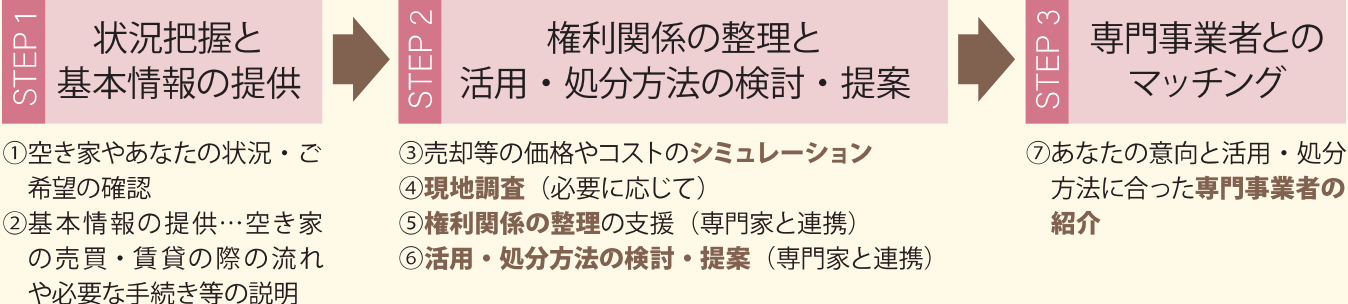 STEP 1
状況把握と
基本情報の提供
①空き家やあなたの状況・ご
希望の確認
②基本情報の提供…空き家
の売買・賃貸の際の流れ
や必要な手続き等の説明
STEP 2
権利関係の整理と
活用・処分方法の検討・提案
③売却等の価格やコストのシミュレーション
④現地調査（必要に応じて）
⑤権利関係の整理の支援（専門家と連携）
⑥活用・処分方法の検討・提案（専門家と連携）
STEP 3
専門事業者との
マッチング
⑦あなたの意向と活用・処分
方法に合った専門事業者の
紹介